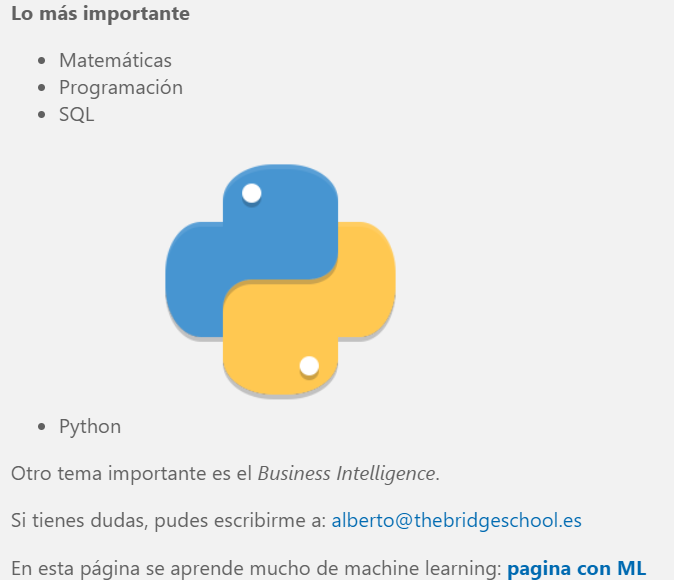 Lo más importante
Matemáticas
Programación
SQL
Python
Otro tema importante es el Business Intelligence.
Si tienes dudas, pudes escribirme a: alberto@thebridgeschool.es
En esta página se aprende mucho de machine learning: pagina con ML